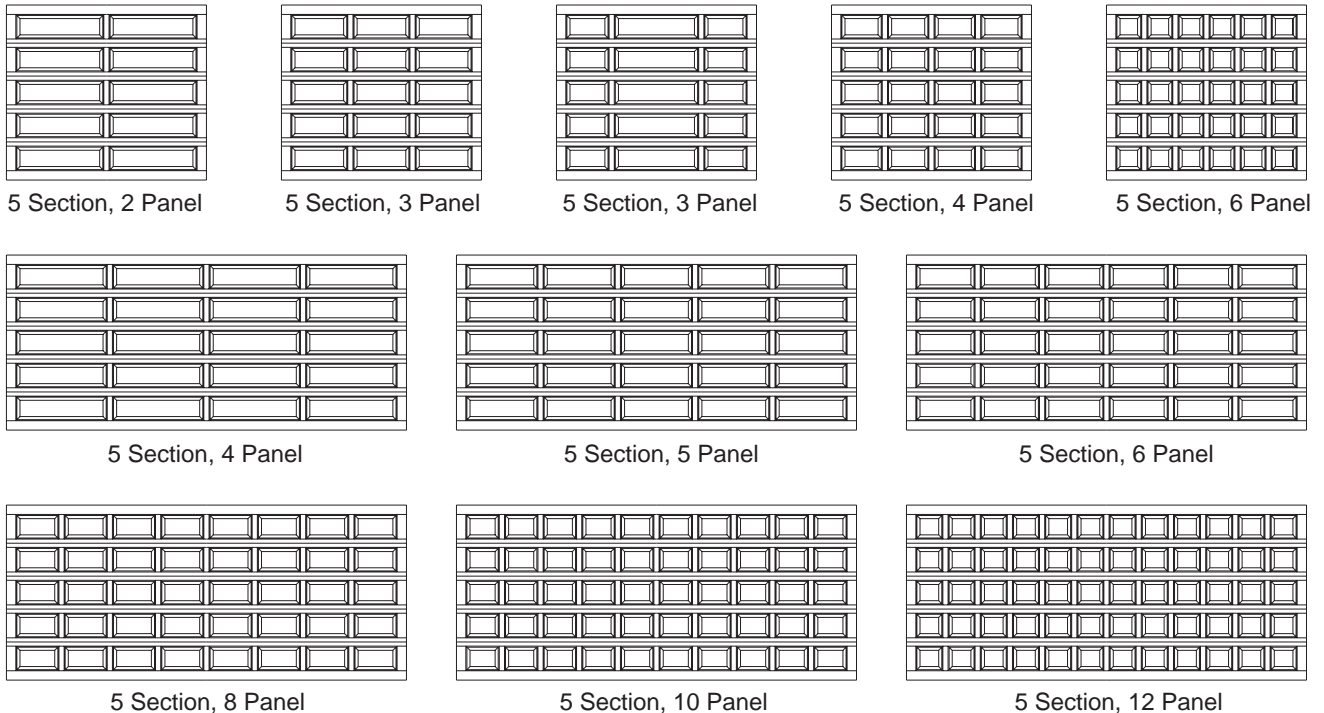 5 Section, 2 Panel
5 Section, 3 Panel
5 Section, 3 Panel
5 Section, 4 Panel
5 Section, 6 Panel
5 Section, 4 Panel
5 Section, 5 Panel
5 Section, 6 Panel
5 Section, 8 Panel
5 Section, 10 Panel
5 Section, 12 Panel